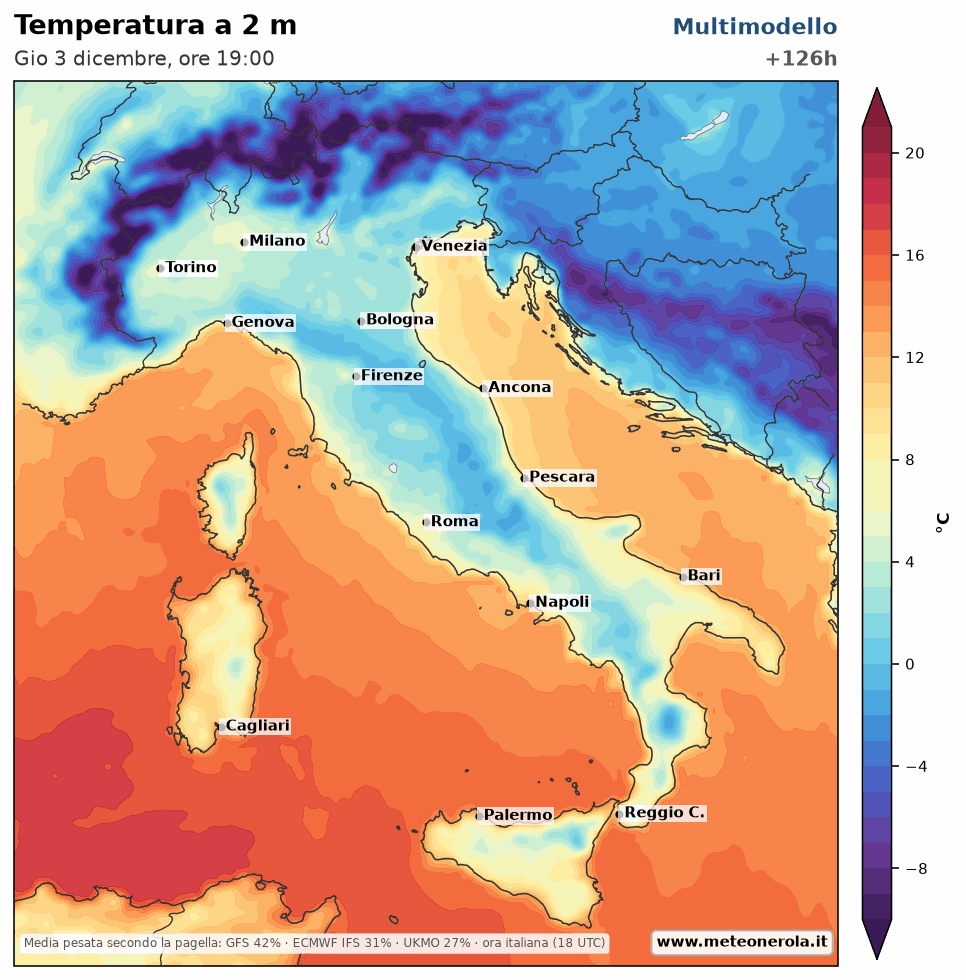 Temperatura a 2 m
Multimodello
Gio 3 dicembre, ore 19:00
+126h
20
16
12
8
4
0
−4
−8
°C
Milano
Venezia
Torino
Genova
Bologna
Firenze
Ancona
Pescara
Roma
Bari
Napoli
Cagliari
Palermo
Reggio C.
Media pesata secondo la pagella: GFS 42% · ECMWF IFS 31% · UKMO 27% · ora italiana (18 UTC)
www.meteonerola.it